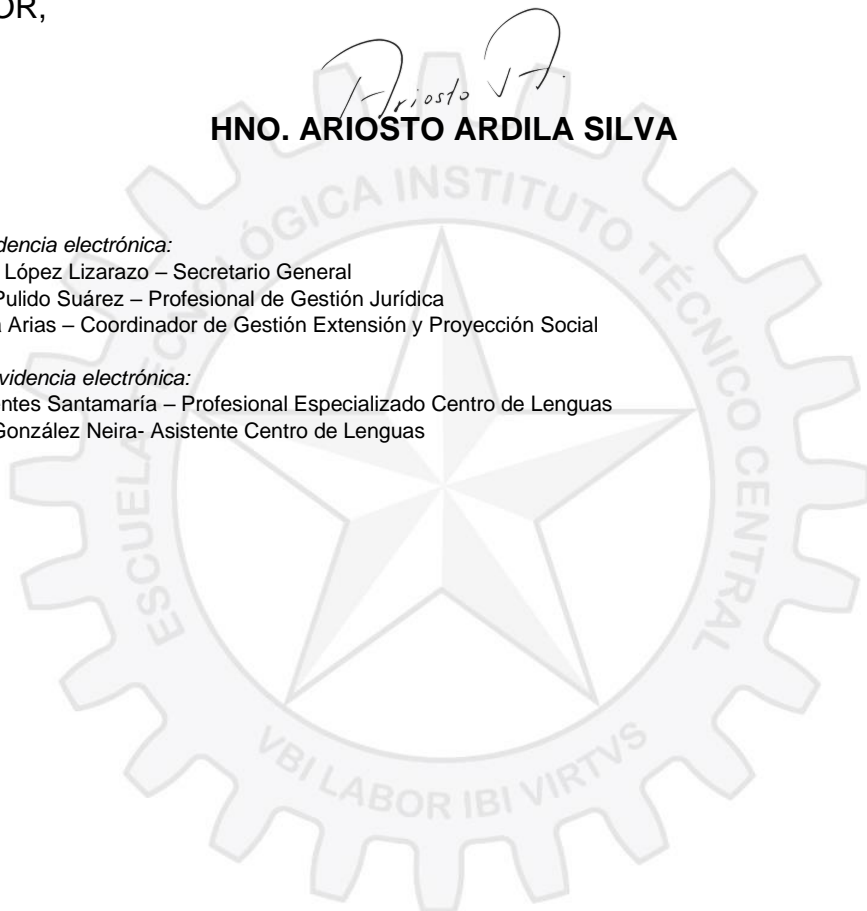 OR,
Ariosto A.
HNO. ARIOSTO ARDILA SILVA
dencia electrónica:
López Lizarazo – Secretario General
Pulido Suárez – Profesional de Gestión Jurídica
a Arias – Coordinador de Gestión Extensión y Proyección Social
videncia electrónica:
ntes Santamaría – Profesional Especializado Centro de Lenguas
González Neira- Asistente Centro de Lenguas
ESCUELA TECNOLÓGICA INSTITUTO TÉCNICO CENTRAL
VBI LABOR IBI VIRTVS